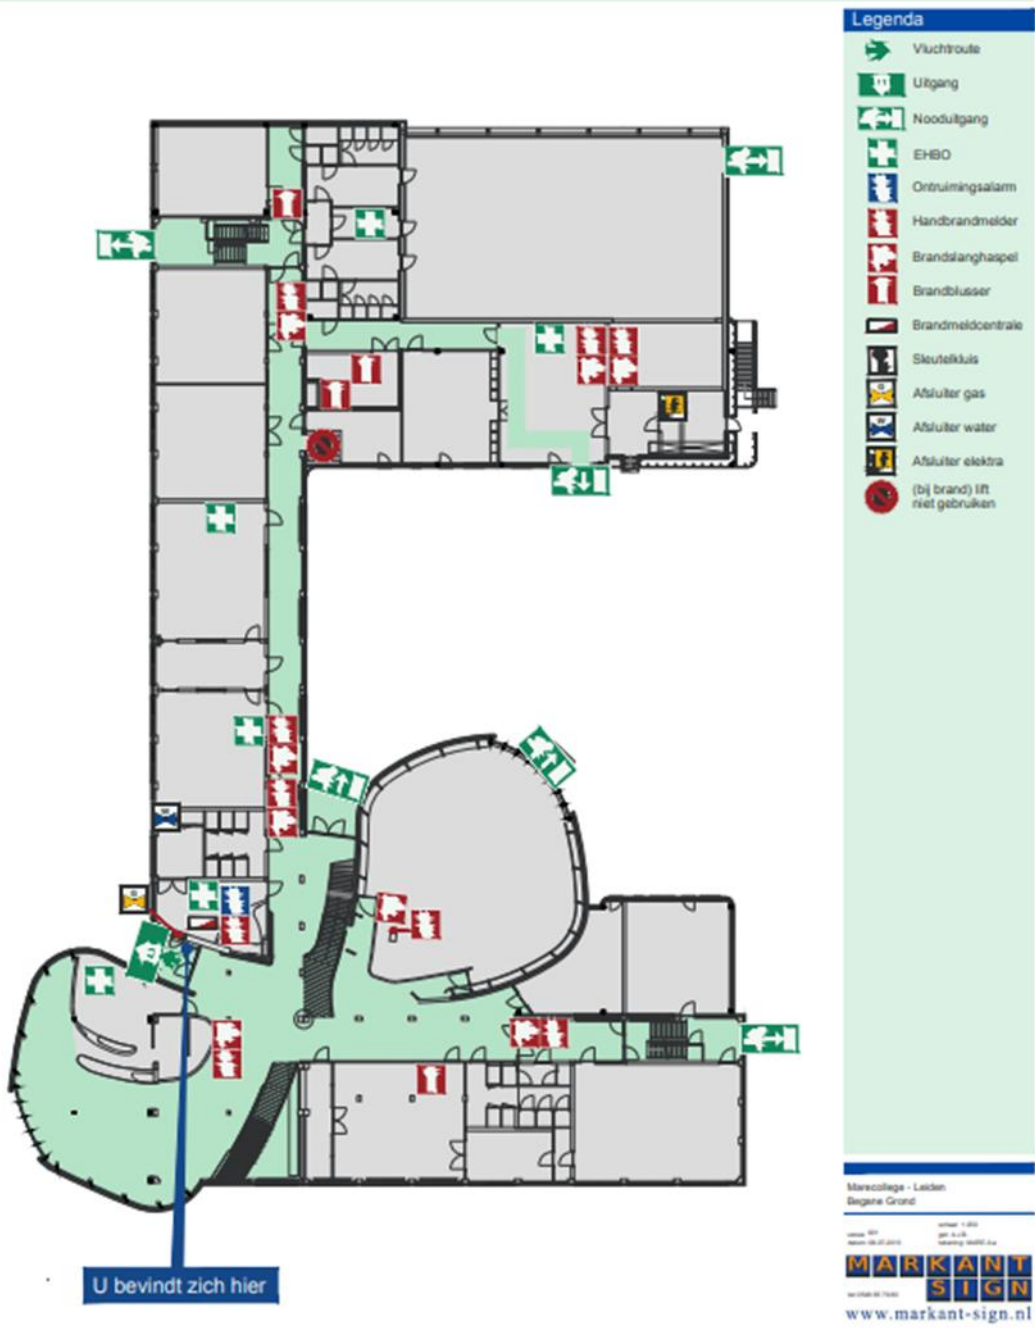 Legenda
Vluchtroute
Uitgang
Nooduitgang
EHBO
Ontruimingsalarm
Handbrandmelder
Brandslanghaspel
Brandblusser
Brandmeldcentrale
Sleutelkluis
Afsluiter gas
Afsluiter water
Afsluiter elektra
(bij brand) lift
niet gebruiken
U bevindt zich hier
Marecollege - Leiden
Begane Grond
MARKANT
SIGN
www.markant-sign.nl